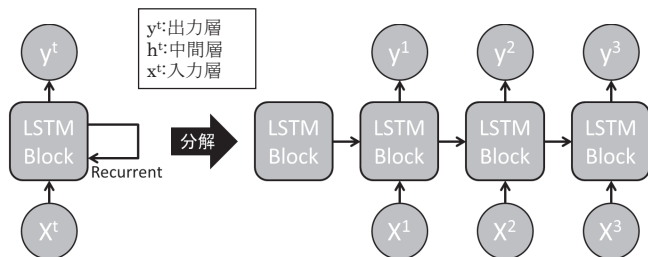 yᵗ:出力層
hᵗ:中間層
xᵗ:入力層
yᵗ
LSTM
Block
Recurrent
Xᵗ
分解
y¹
y²
y³
LSTM
Block
LSTM
Block
LSTM
Block
LSTM
Block
X¹
X²
X³